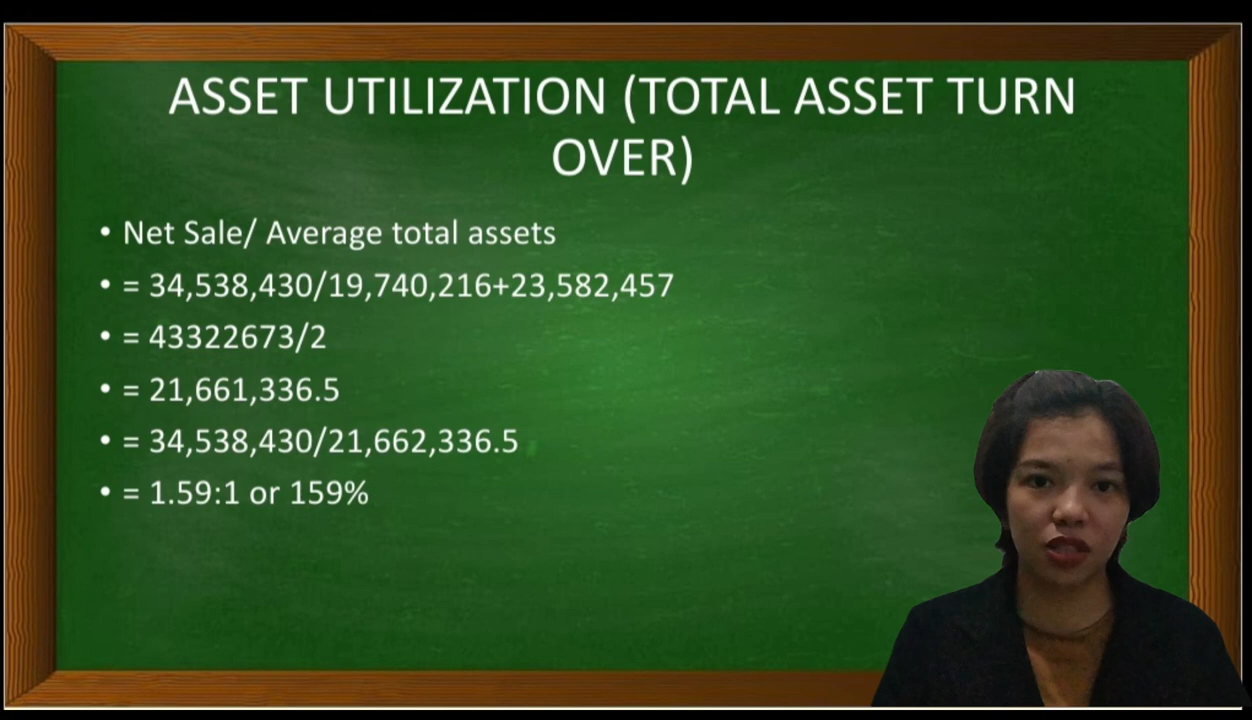 ASSET UTILIZATION (TOTAL ASSET TURN
OVER)
• Net Sale/ Average total assets
• = 34,538,430/19,740,216+23,582,457
• = 43322673/2
• = 21,661,336.5
• = 34,538,430/21,662,336.5
• = 1.59:1 or 159%